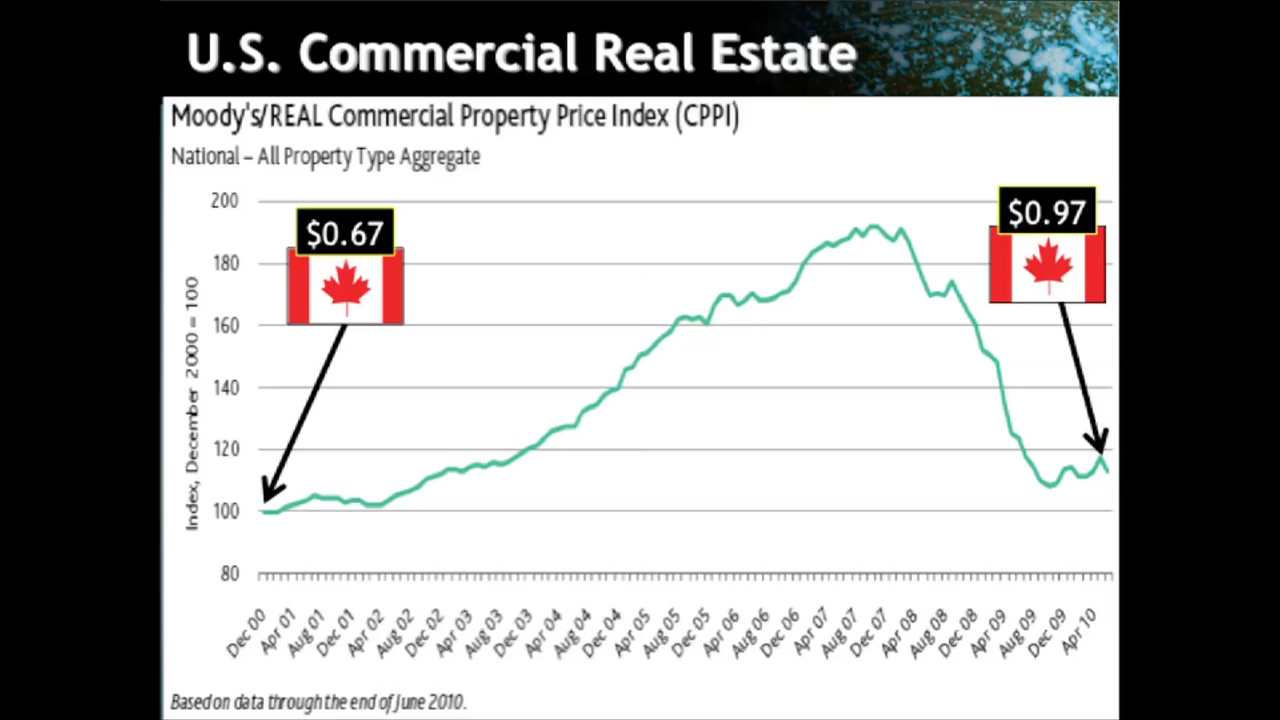 U.S. Commercial Real Estate
Moody's/REAL Commercial Property Price Index (CPPI)
National – All Property Type Aggregate
$0.67
$0.97
Index, December 2000 = 100
200
180
160
140
120
100
80
Dec 00
Apr 01
Aug 01
Dec 01
Apr 02
Aug 02
Dec 02
Apr 03
Aug 03
Dec 03
Apr 04
Aug 04
Dec 04
Apr 05
Aug 05
Dec 05
Apr 06
Aug 06
Dec 06
Apr 07
Aug 07
Dec 07
Apr 08
Aug 08
Dec 08
Apr 09
Aug 09
Dec 09
Apr 10
Based on data through the end of June 2010.